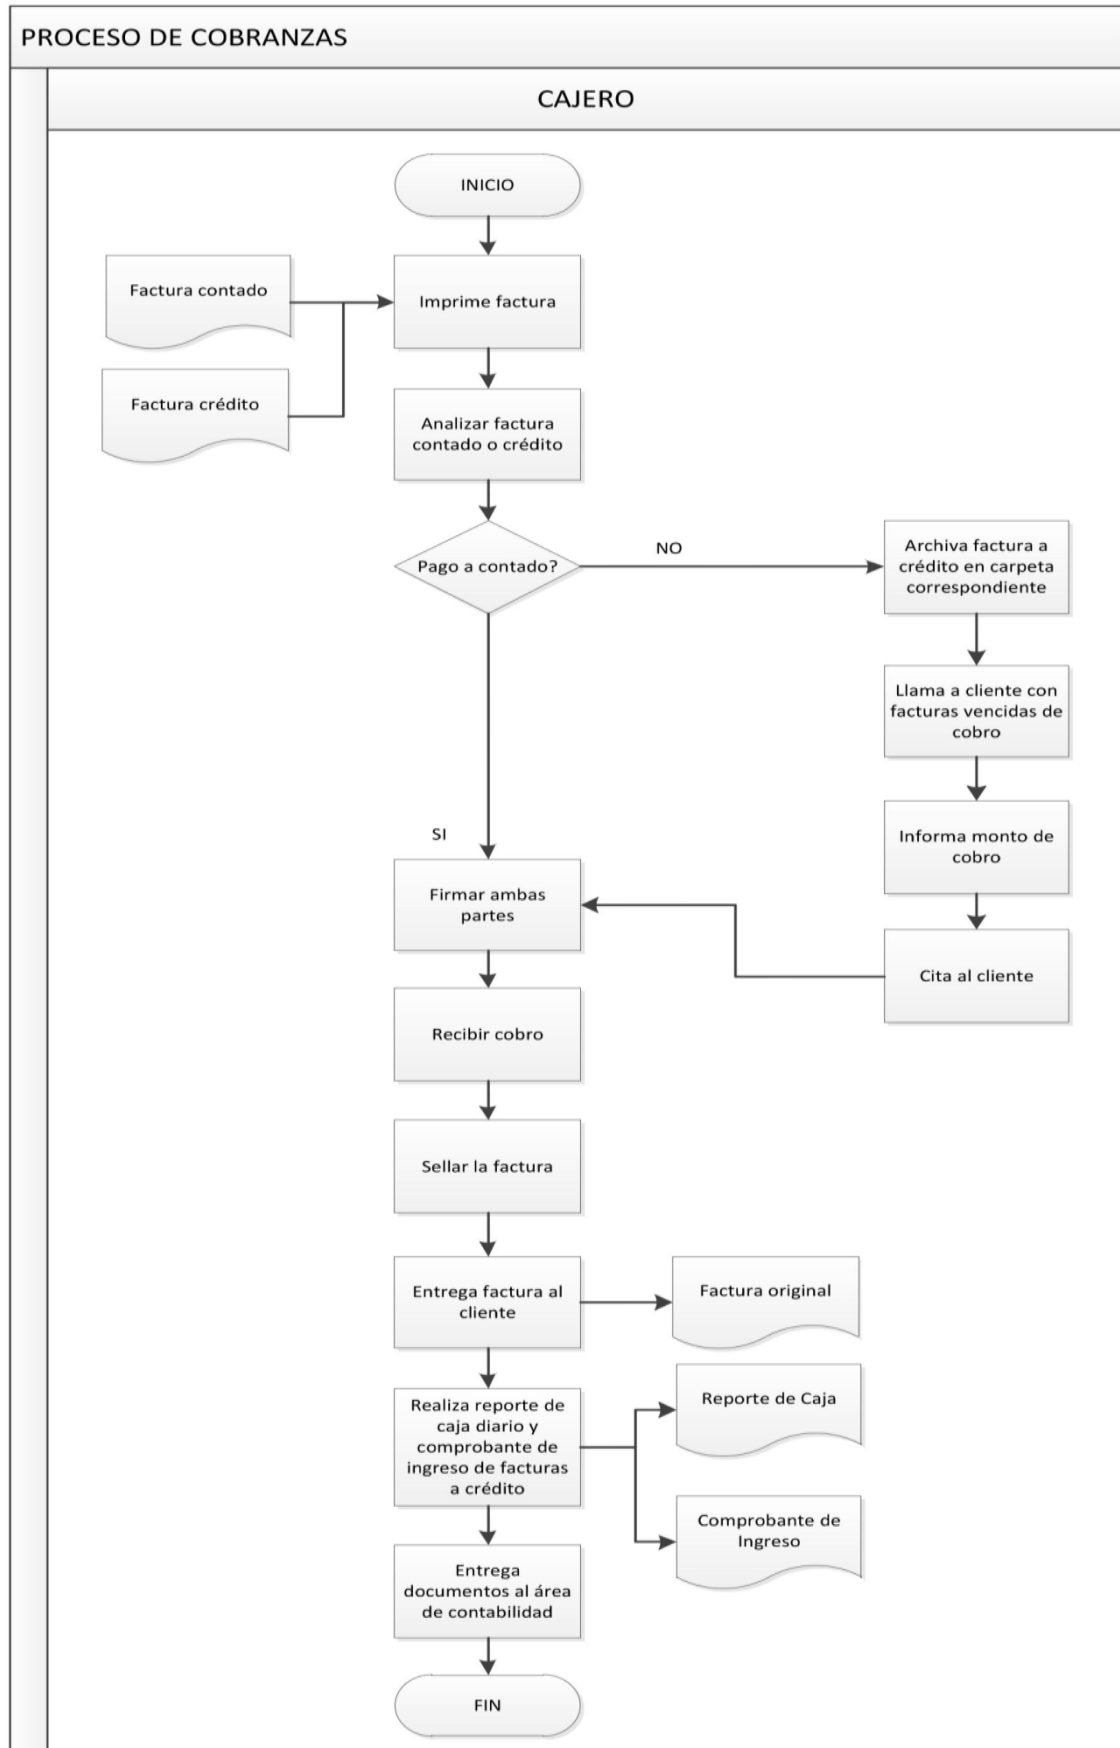 PROCESO DE COBRANZAS
CAJERO
INICIO
Factura contado
Imprime factura
Factura crédito
Analizar factura
contado o crédito
Pago a contado?
NO
Archiva factura a
crédito en carpeta
correspondiente
Llama a cliente con
facturas vencidas de
cobro
Informa monto de
cobro
Cita al cliente
SI
Firmar ambas
partes
Recibir cobro
Sellar la factura
Entrega factura al
cliente
Factura original
Realiza reporte de
caja diario y
comprobante de
ingreso de facturas
a crédito
Reporte de Caja
Comprobante de
Ingreso
Entrega
documentos al área
de contabilidad
FIN